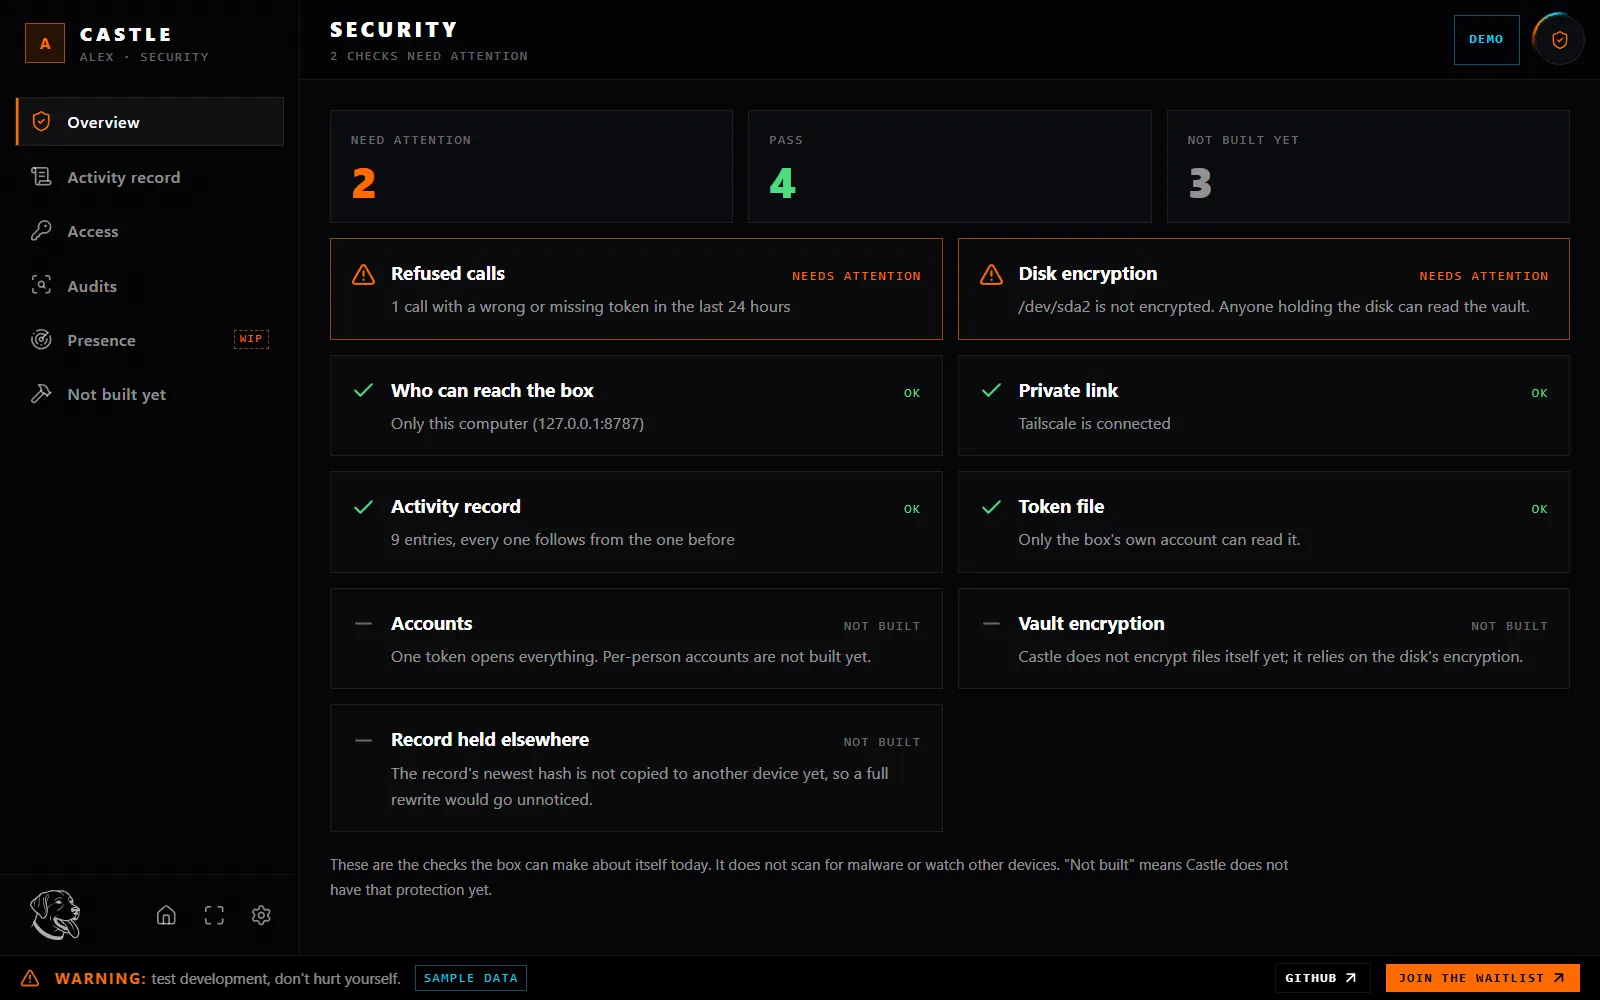 A
CASTLE
ALEX · SECURITY
Overview
Activity record
Access
Audits
Presence
WIP
Not built yet
SECURITY
2 CHECKS NEED ATTENTION
DEMO
NEED ATTENTION
2
PASS
4
NOT BUILT YET
3
Refused calls
NEEDS ATTENTION
1 call with a wrong or missing token in the last 24 hours
Disk encryption
NEEDS ATTENTION
/dev/sda2 is not encrypted. Anyone holding the disk can read the vault.
Who can reach the box
OK
Only this computer (127.0.0.1:8787)
Private link
OK
Tailscale is connected
Activity record
OK
9 entries, every one follows from the one before
Token file
OK
Only the box's own account can read it.
Accounts
NOT BUILT
One token opens everything. Per-person accounts are not built yet.
Vault encryption
NOT BUILT
Castle does not encrypt files itself yet; it relies on the disk's encryption.
Record held elsewhere
NOT BUILT
The record's newest hash is not copied to another device yet, so a full
rewrite would go unnoticed.
These are the checks the box can make about itself today. It does not scan for malware or watch other devices. "Not built" means Castle does not
have that protection yet.
WARNING: test development, don't hurt yourself.
SAMPLE DATA
GITHUB
JOIN THE WAITLIST